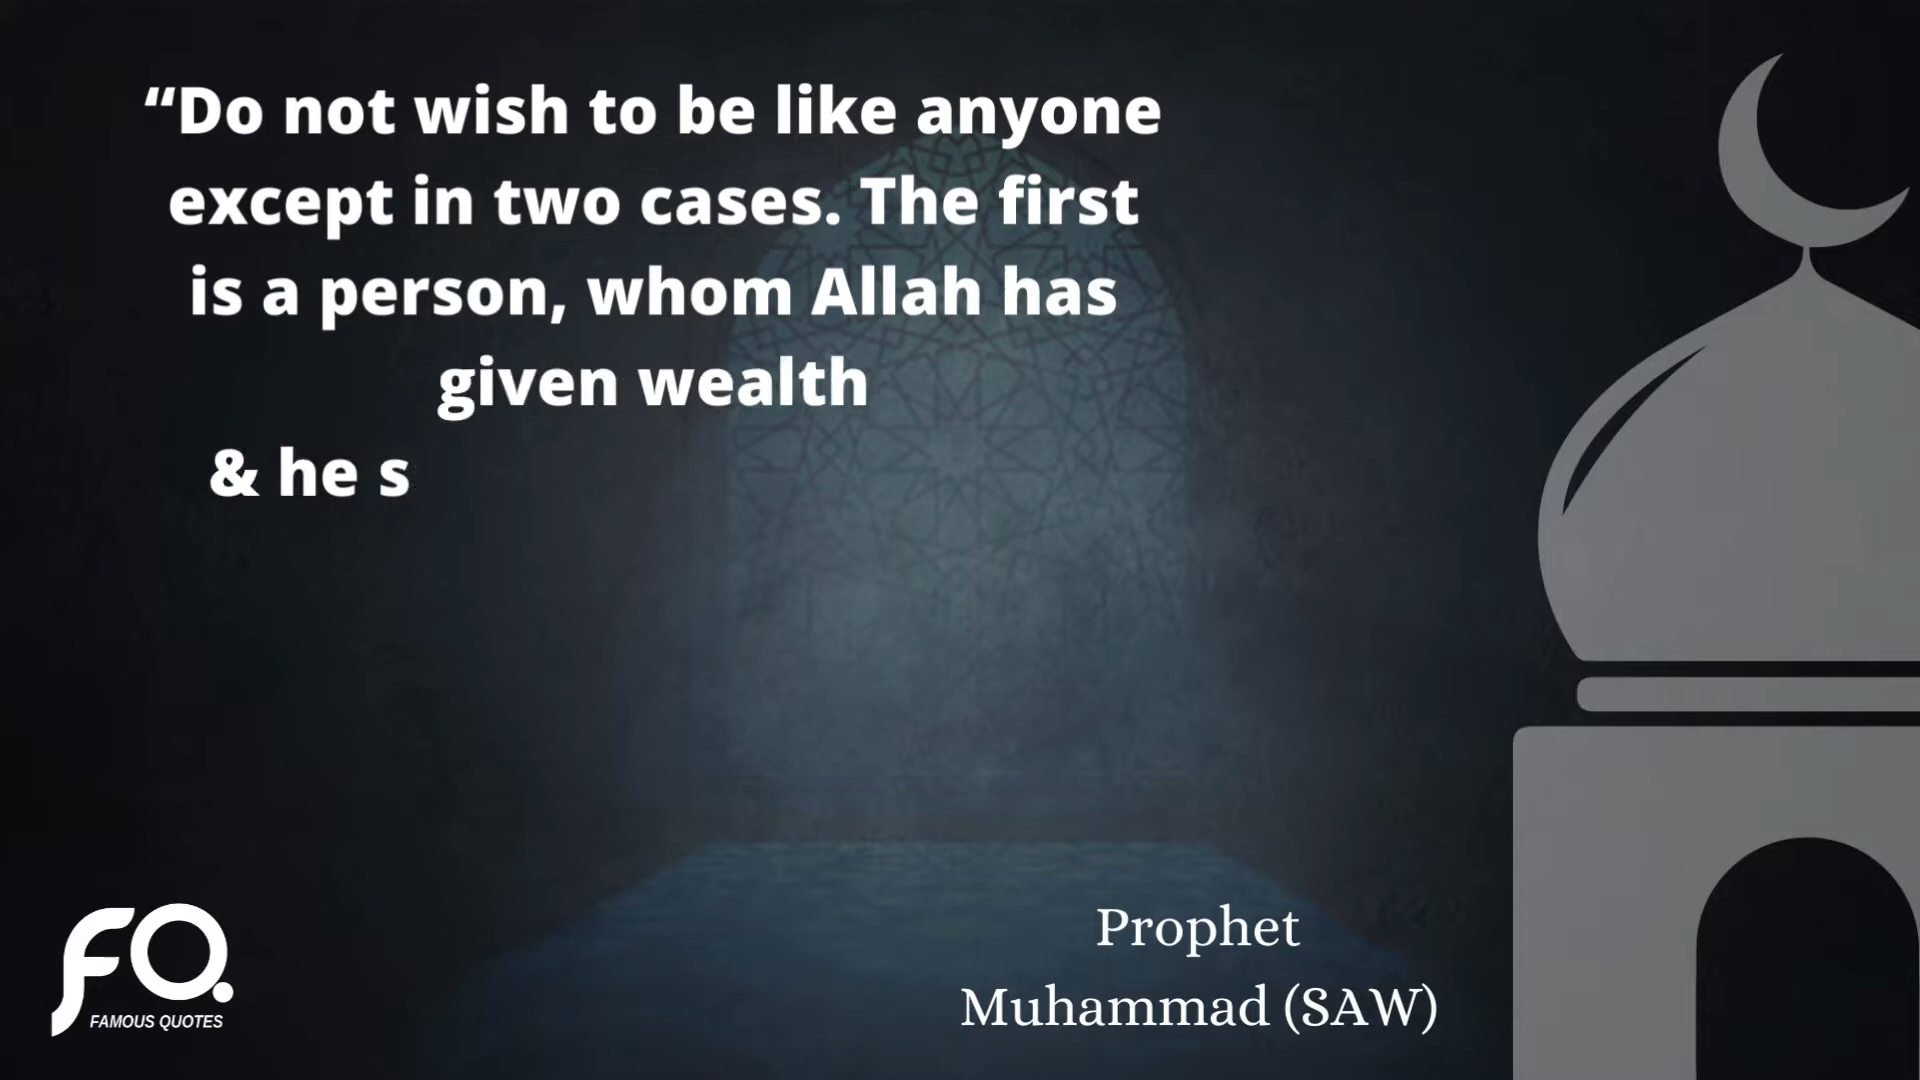 “Do not wish to be like anyone
except in two cases. The first
is a person, whom Allah has
given wealth
& he s
Prophet
Muhammad (SAW)
FQ.
FAMOUS QUOTES